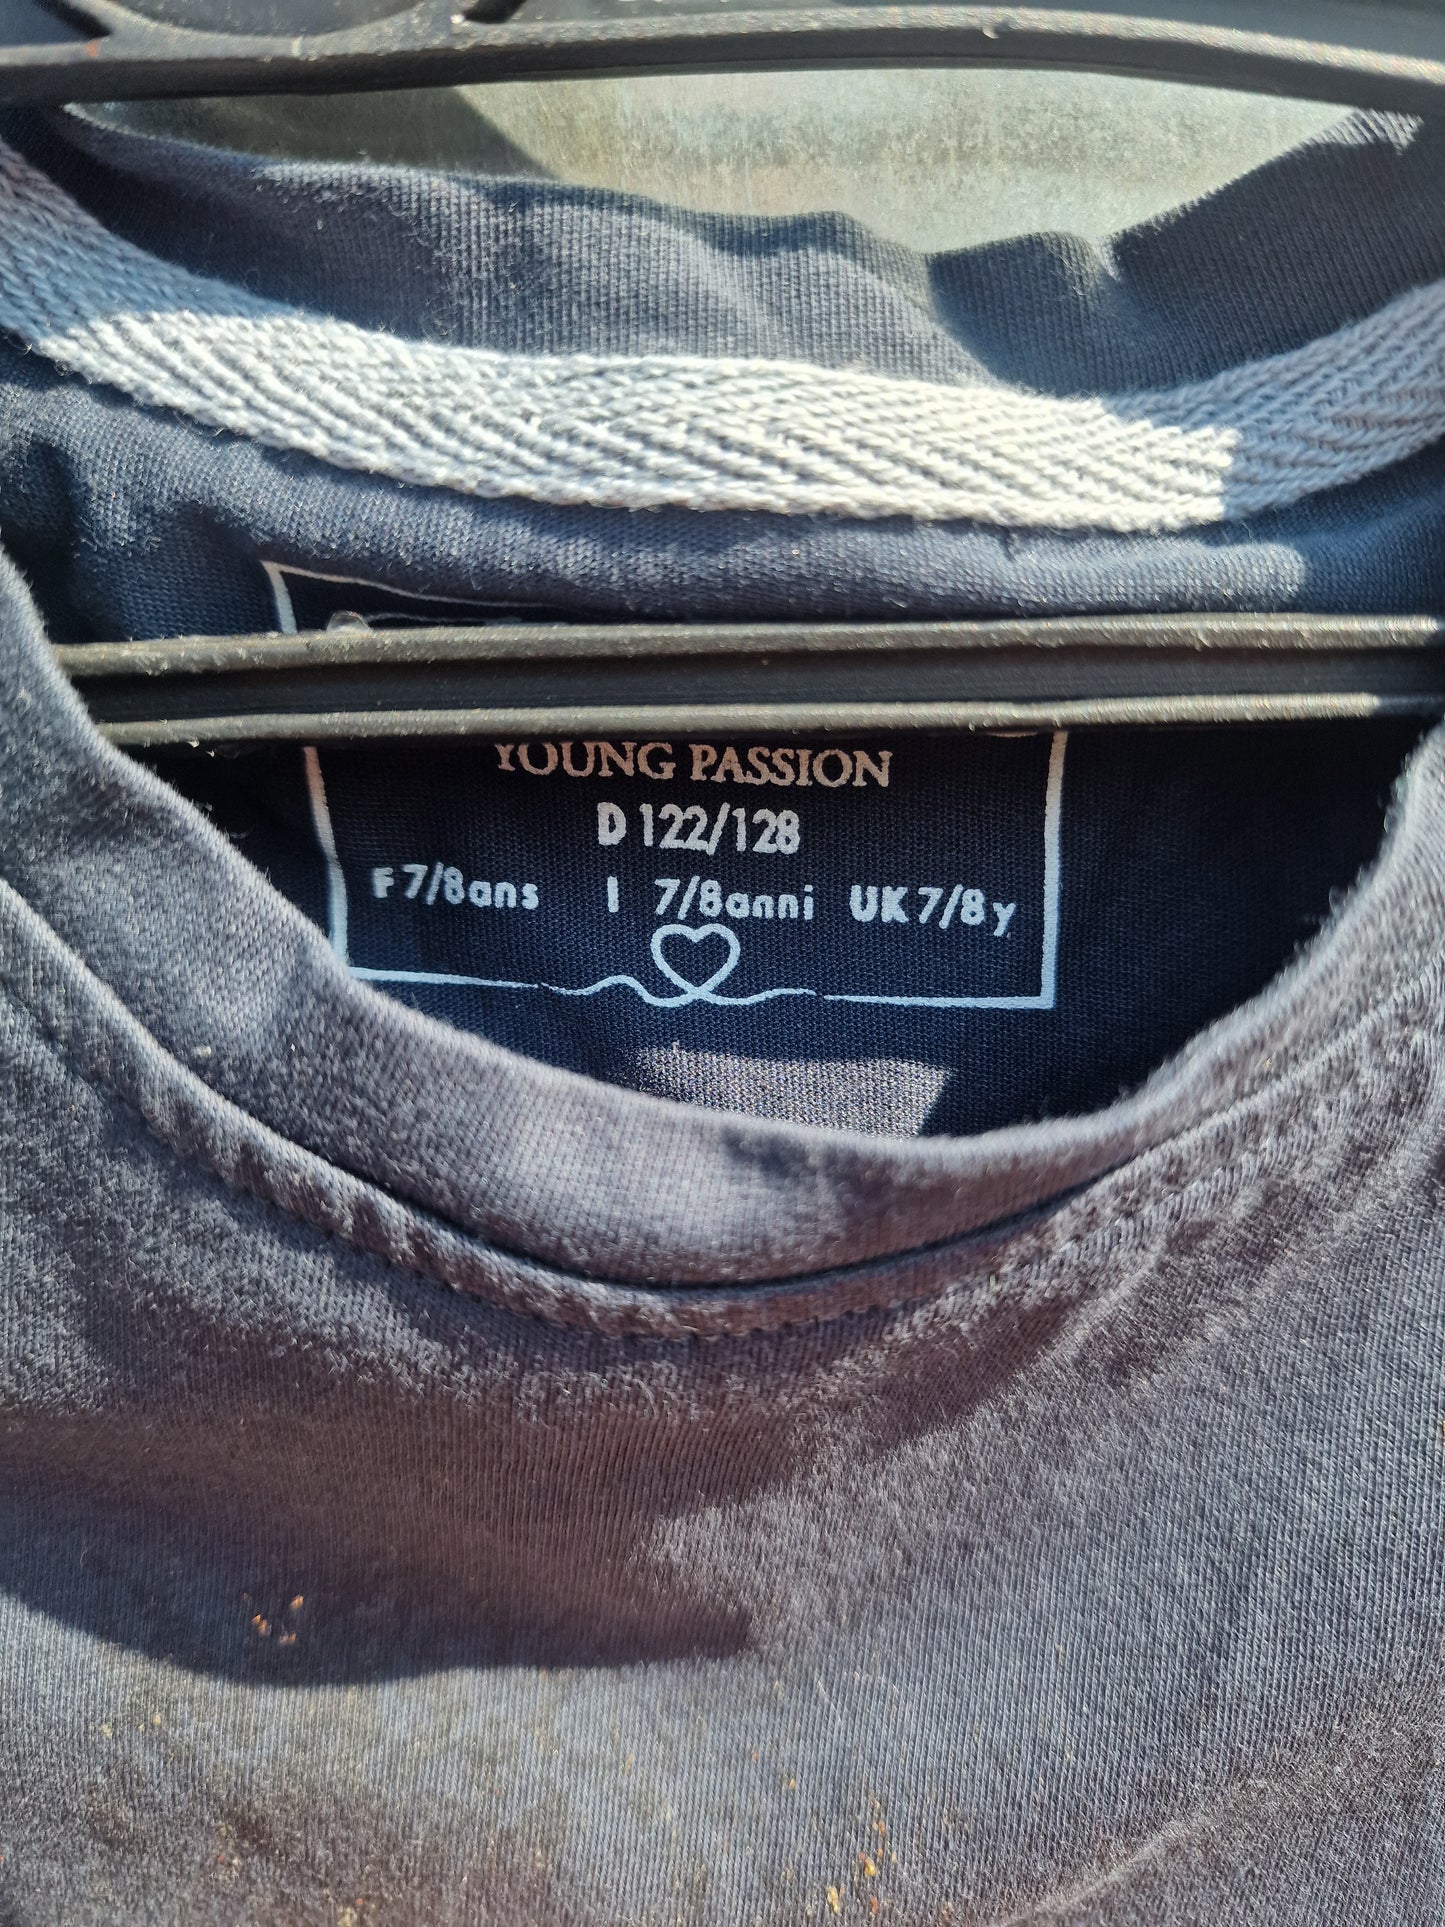 YOUNG PASSION
D 122/128
F 7/8ans I 7/8anni UK 7/8y